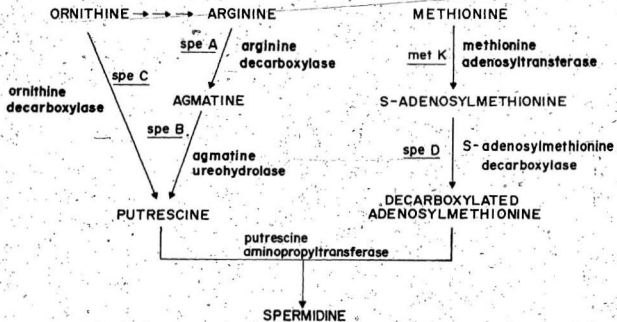 ORNITHINE → → → ARGININE
METHIONINE
spe A
arginine
decarboxylase
met K
methionine
adenosyltransferase
spe C
ornithine
decarboxylase
AGMATINE
S-ADENOSYLMETHIONINE
spe B
agmatine
ureohydrolase
spe D
S-adenosylmethionine
decarboxylase
PUTRESCINE
DECARBOXYLATED
ADENOSYLMETHIONINE
putrescine
aminopropyltransferase
SPERMIDINE